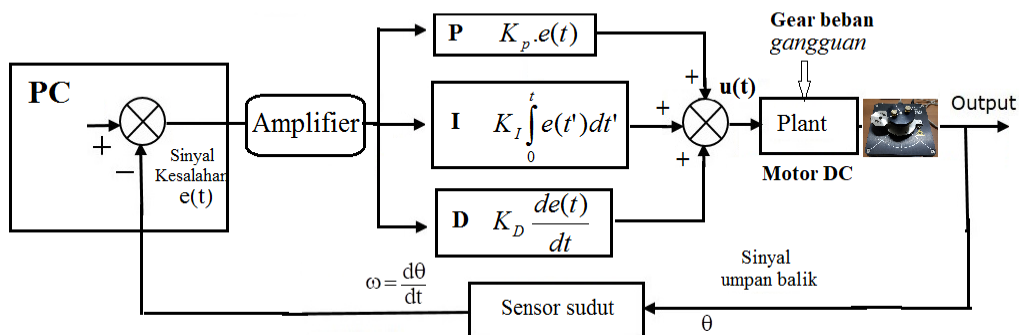 PC
+
−
Sinyal
Kesalahan
e(t)
Amplifier
P K_p.e(t)
I K_I ∫_0^t e(t')dt'
D K_D de(t)/dt
+
+
+
u(t)
Gear beban
gangguan
Plant
Motor DC
Output
Sinyal
umpan balik
θ
Sensor sudut
ω = dθ/dt